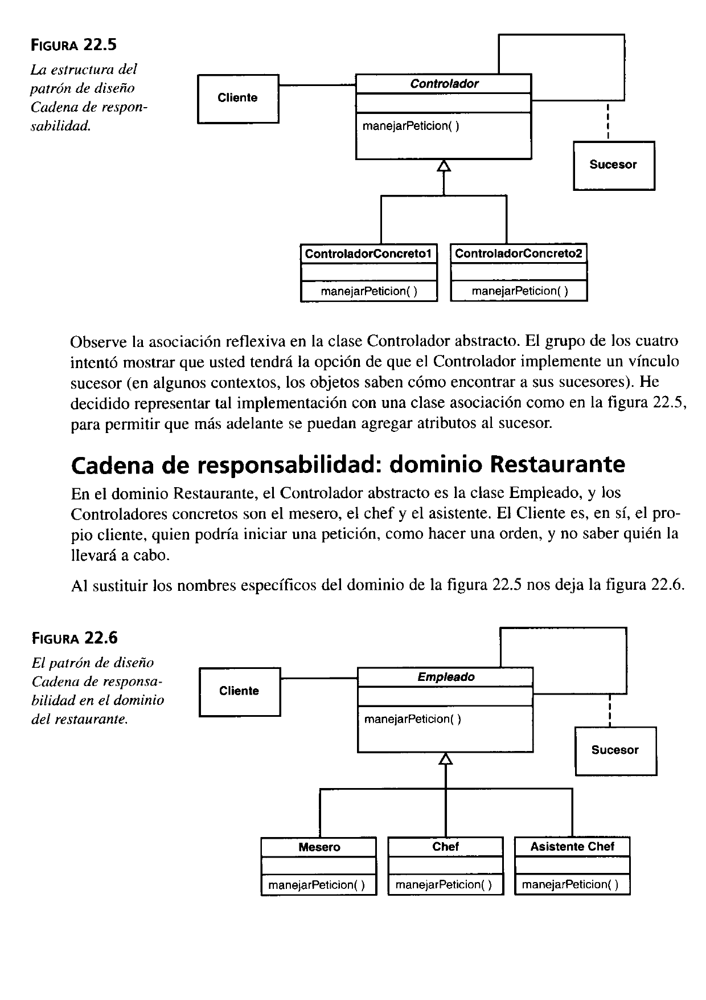 FIGURA 22.5
La estructura del
patrón de diseño
Cadena de respon-
sabilidad.
Cliente
Controlador
manejarPeticion( )
Sucesor
ControladorConcreto1
manejarPeticion( )
ControladorConcreto2
manejarPeticion( )
Observe la asociación reflexiva en la clase Controlador abstracto. El grupo de los cuatro
intentó mostrar que usted tendrá la opción de que el Controlador implemente un vínculo
sucesor (en algunos contextos, los objetos saben cómo encontrar a sus sucesores). He
decidido representar tal implementación con una clase asociación como en la figura 22.5,
para permitir que más adelante se puedan agregar atributos al sucesor.
Cadena de responsabilidad: dominio Restaurante
En el dominio Restaurante, el Controlador abstracto es la clase Empleado, y los
Controladores concretos son el mesero, el chef y el asistente. El Cliente es, en sí, el pro-
pio cliente, quien podría iniciar una petición, como hacer una orden, y no saber quién la
llevará a cabo.
Al sustituir los nombres específicos del dominio de la figura 22.5 nos deja la figura 22.6.
FIGURA 22.6
El patrón de diseño
Cadena de responsa-
bilidad en el dominio
del restaurante.
Cliente
Empleado
manejarPeticion( )
Sucesor
Mesero
manejarPeticion( )
Chef
manejarPeticion( )
Asistente Chef
manejarPeticion( )